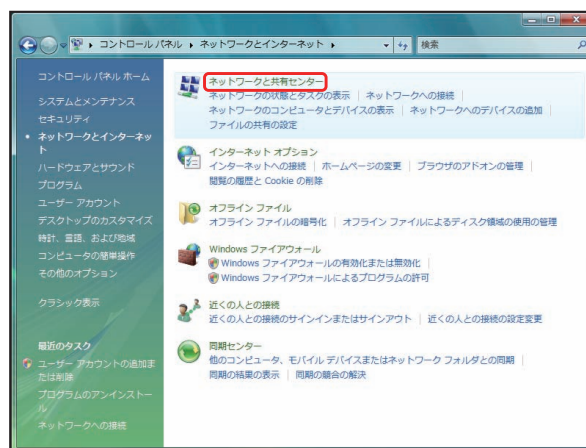 コントロール パネル ▸ ネットワークとインターネット ▸
検索
コントロール パネル ホーム
システムとメンテナンス
セキュリティ
• ネットワークとインターネッ
ト
ハードウェアとサウンド
プログラム
ユーザー アカウント
デスクトップのカスタマイズ
時計、言語、および地域
コンピュータの簡単操作
その他のオプション
クラシック表示
最近のタスク
ユーザー アカウントの追加ま
たは削除
プログラムのアンインストー
ル
ネットワークへの接続
ネットワークと共有センター
ネットワークの状態とタスクの表示 | ネットワークへの接続
ネットワークのコンピュータとデバイスの表示 | ネットワークへのデバイスの追加
ファイルの共有の設定
インターネット オプション
インターネットへの接続 | ホームページの変更 | ブラウザのアドオンの管理
閲覧の履歴と Cookie の削除
オフライン ファイル
オフライン ファイルの暗号化 | オフライン ファイルによるディスク領域の使用の管理
Windows ファイアウォール
Windows ファイアウォールの有効化または無効化
Windows ファイアウォールによるプログラムの許可
近くの人との接続
近くの人との接続のサインインまたはサインアウト | 近くの人との接続の設定変更
同期センター
他のコンピュータ、モバイル デバイスまたはネットワーク フォルダとの同期
同期の結果の表示 | 同期の競合の解決